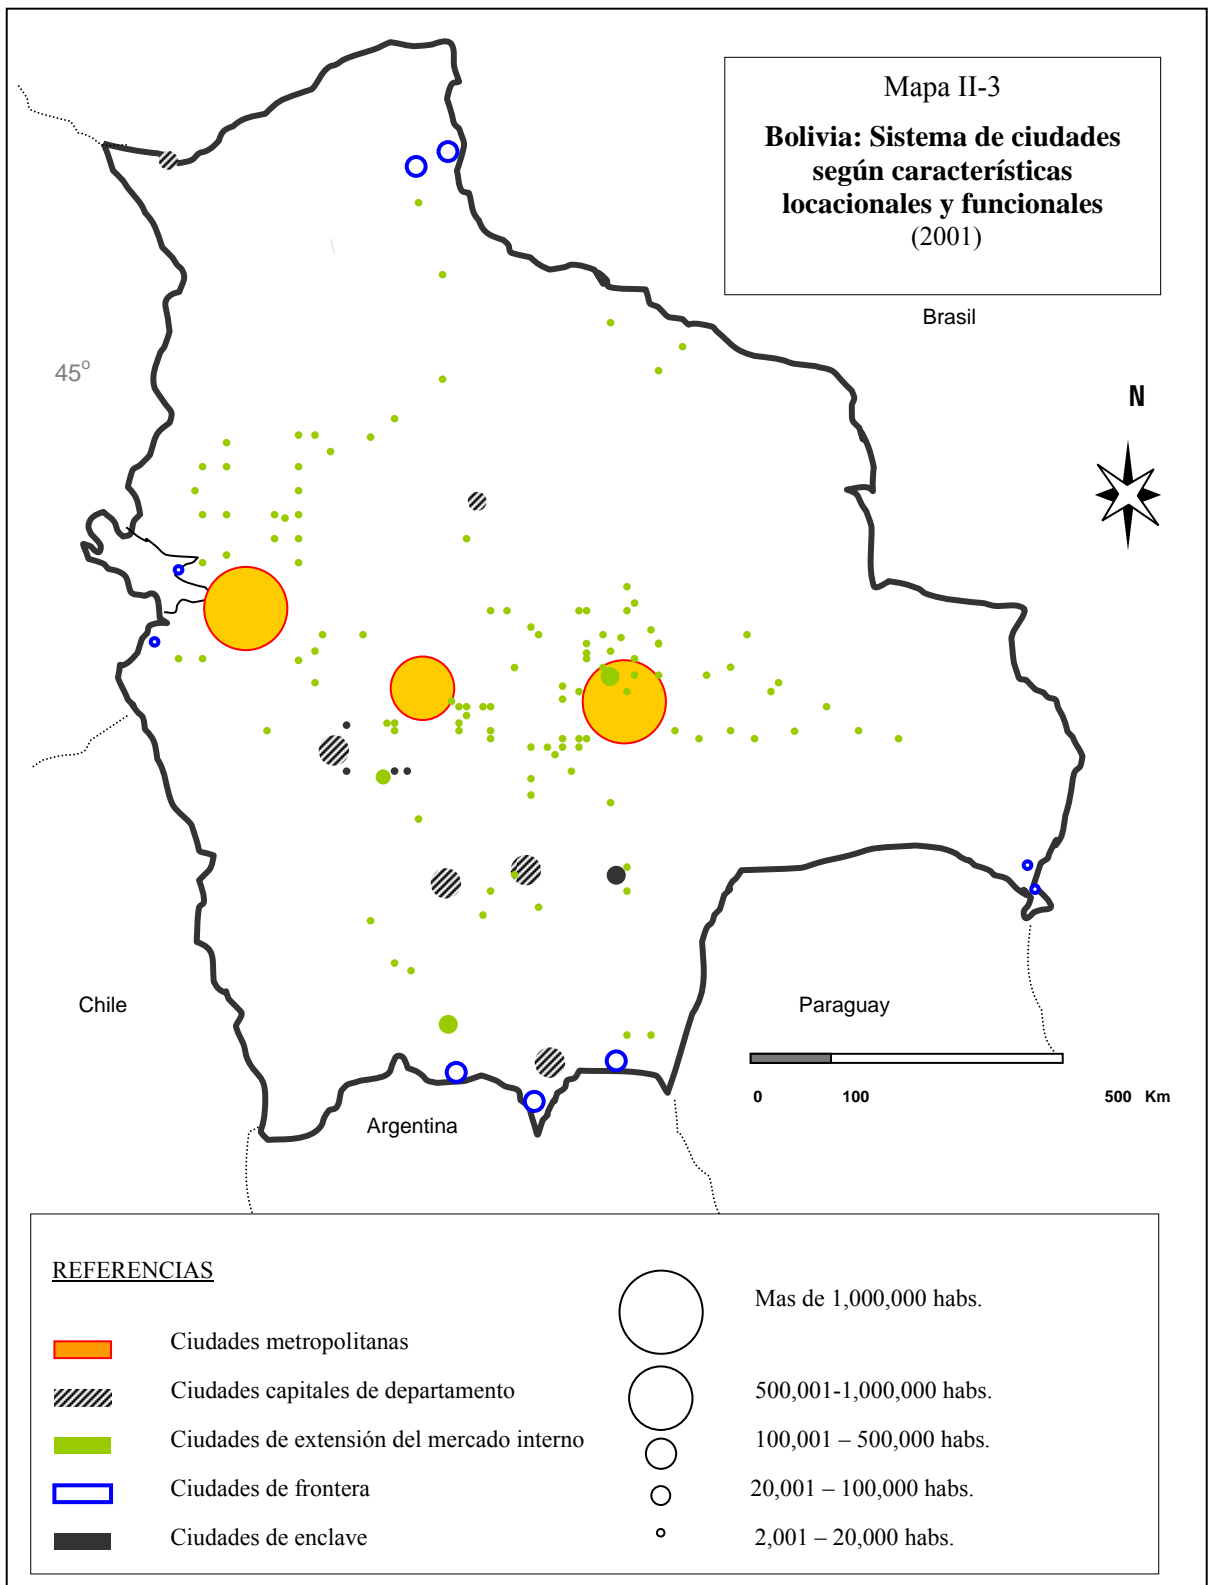 Mapa II-3
Bolivia: Sistema de ciudades
según características
locacionales y funcionales
(2001)
Brasil
45°
N
Chile
Paraguay
0 100 500 Km
Argentina
REFERENCIAS
Ciudades metropolitanas
Ciudades capitales de departamento
Ciudades de extensión del mercado interno
Ciudades de frontera
Ciudades de enclave
Mas de 1,000,000 habs.
500,001-1,000,000 habs.
100,001 – 500,000 habs.
20,001 – 100,000 habs.
2,001 – 20,000 habs.